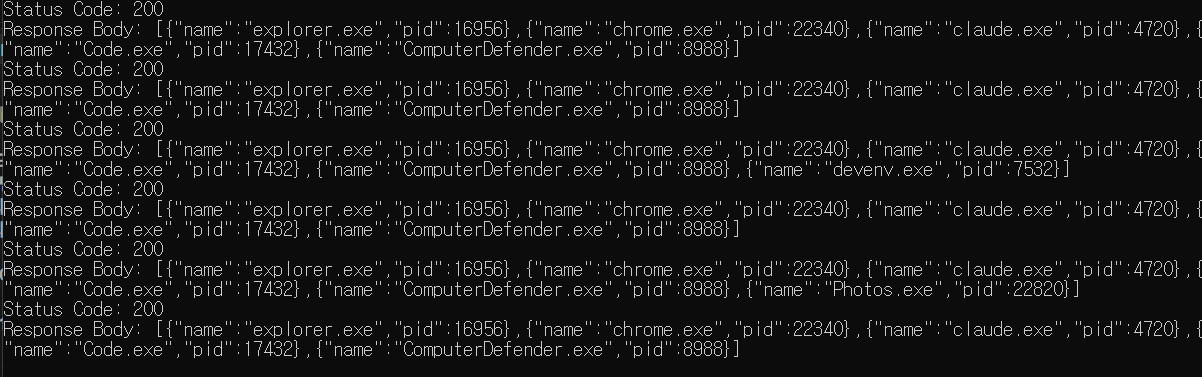 Status Code: 200
Response Body: [{"name":"explorer.exe","pid":16956},{"name":"chrome.exe","pid":22340},{"name":"claude.exe","pid":4720},{
"name":"Code.exe","pid":17432},{"name":"ComputerDefender.exe","pid":8988}]
Status Code: 200
Response Body: [{"name":"explorer.exe","pid":16956},{"name":"chrome.exe","pid":22340},{"name":"claude.exe","pid":4720},{
"name":"Code.exe","pid":17432},{"name":"ComputerDefender.exe","pid":8988}]
Status Code: 200
Response Body: [{"name":"explorer.exe","pid":16956},{"name":"chrome.exe","pid":22340},{"name":"claude.exe","pid":4720},{
"name":"Code.exe","pid":17432},{"name":"ComputerDefender.exe","pid":8988},{"name":"devenv.exe","pid":7532}]
Status Code: 200
Response Body: [{"name":"explorer.exe","pid":16956},{"name":"chrome.exe","pid":22340},{"name":"claude.exe","pid":4720},{
"name":"Code.exe","pid":17432},{"name":"ComputerDefender.exe","pid":8988}]
Status Code: 200
Response Body: [{"name":"explorer.exe","pid":16956},{"name":"chrome.exe","pid":22340},{"name":"claude.exe","pid":4720},{
"name":"Code.exe","pid":17432},{"name":"ComputerDefender.exe","pid":8988},{"name":"Photos.exe","pid":22820}]
Status Code: 200
Response Body: [{"name":"explorer.exe","pid":16956},{"name":"chrome.exe","pid":22340},{"name":"claude.exe","pid":4720},{
"name":"Code.exe","pid":17432},{"name":"ComputerDefender.exe","pid":8988}]